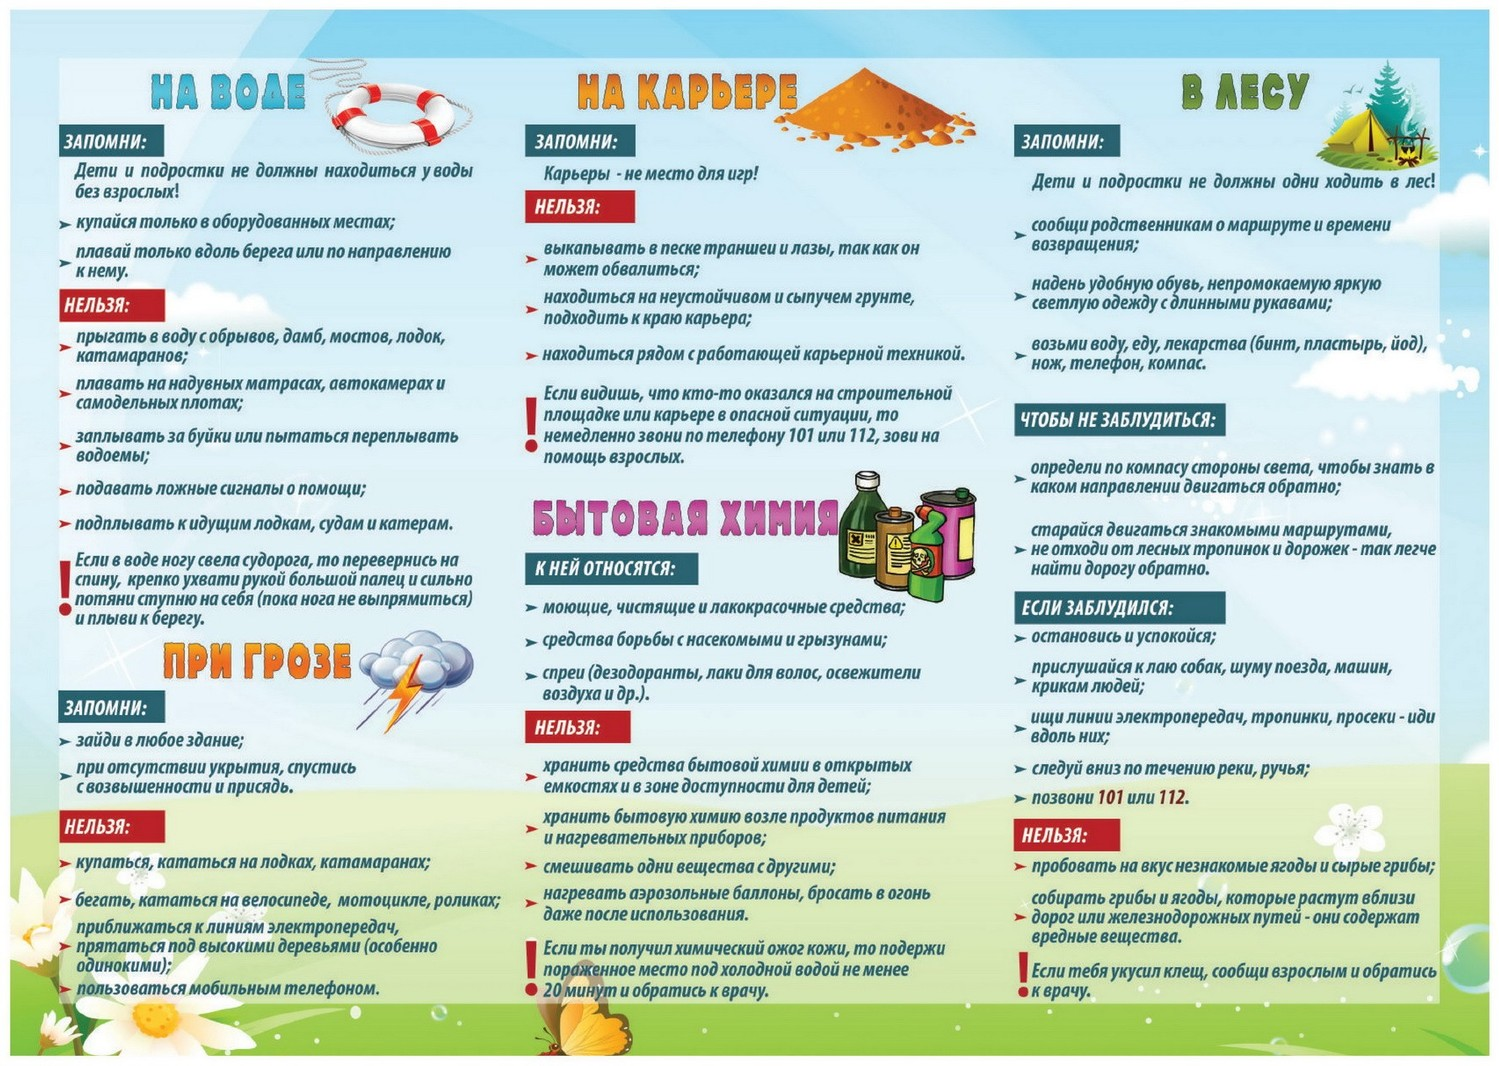 НА ВОДЕ
ЗАПОМНИ:
Дети и подростки не должны находиться у воды
без взрослых!
купайся только в оборудованных местах;
плавай только вдоль берега или по направлению
к нему.
НЕЛЬЗЯ:
прыгать в воду с обрывов, дамб, мостов, лодок,
катамаранов;
плавать на надувных матрасах, автокамерах и
самодельных плотах;
заплывать за буйки или пытаться переплывать
водоемы;
подавать ложные сигналы о помощи;
подплывать к идущим лодкам, судам и катерам.
! Если в воде ногу свела судорога, то перевернись на
спину, крепко ухвати рукой большой палец и сильно
потяни ступню на себя (пока нога не выпрямиться)
и плыви к берегу.
ПРИ ГРОЗЕ
ЗАПОМНИ:
зайди в любое здание;
при отсутствии укрытия, спустись
с возвышенности и присядь.
НЕЛЬЗЯ:
купаться, кататься на лодках, катамаранах;
бегать, кататься на велосипеде, мотоцикле, роликах;
приближаться к линиям электропередач,
прятаться под высокими деревьями (особенно
одинокими);
пользоваться мобильным телефоном.
НА КАРЬЕРЕ
ЗАПОМНИ:
Карьеры - не место для игр!
НЕЛЬЗЯ:
выкапывать в песке траншеи и лазы, так как он
может обвалиться;
находиться на неустойчивом и сыпучем грунте,
подходить к краю карьера;
находиться рядом с работающей карьерной техникой.
! Если видишь, что кто-то оказался на строительной
площадке или карьере в опасной ситуации, то
немедленно звони по телефону 101 или 112, зови на
помощь взрослых.
БЫТОВАЯ ХИМИЯ
К НЕЙ ОТНОСЯТСЯ:
моющие, чистящие и лакокрасочные средства;
средства борьбы с насекомыми и грызунами;
спреи (дезодоранты, лаки для волос, освежители
воздуха и др.).
НЕЛЬЗЯ:
хранить средства бытовой химии в открытых
емкостях и в зоне доступности для детей;
хранить бытовую химию возле продуктов питания
и нагревательных приборов;
смешивать одни вещества с другими;
нагревать аэрозольные баллоны, бросать в огонь
даже после использования.
! Если ты получил химический ожог кожи, то подержи
пораженное место под холодной водой не менее
20 минут и обратись к врачу.
В ЛЕСУ
ЗАПОМНИ:
Дети и подростки не должны одни ходить в лес!
сообщи родственникам о маршруте и времени
возвращения;
надень удобную обувь, непромокаемую яркую
светлую одежду с длинными рукавами;
возьми воду, еду, лекарства (бинт, пластырь, йод),
нож, телефон, компас.
ЧТОБЫ НЕ ЗАБЛУДИТЬСЯ:
определи по компасу стороны света, чтобы знать в
каком направлении двигаться обратно;
старайся двигаться знакомыми маршрутами,
не отходи от лесных тропинок и дорожек - так легче
найти дорогу обратно.
ЕСЛИ ЗАБЛУДИЛСЯ:
остановись и успокойся;
прислушайся к лаю собак, шуму поезда, машин,
крикам людей;
ищи линии электропередач, тропинки, просеки - иди
вдоль них;
следуй вниз по течению реки, ручья;
позвони 101 или 112.
НЕЛЬЗЯ:
пробовать на вкус незнакомые ягоды и сырые грибы;
собирать грибы и ягоды, которые растут вблизи
дорог или железнодорожных путей - они содержат
вредные вещества.
! Если тебя укусил клещ, сообщи взрослым и обратись
к врачу.